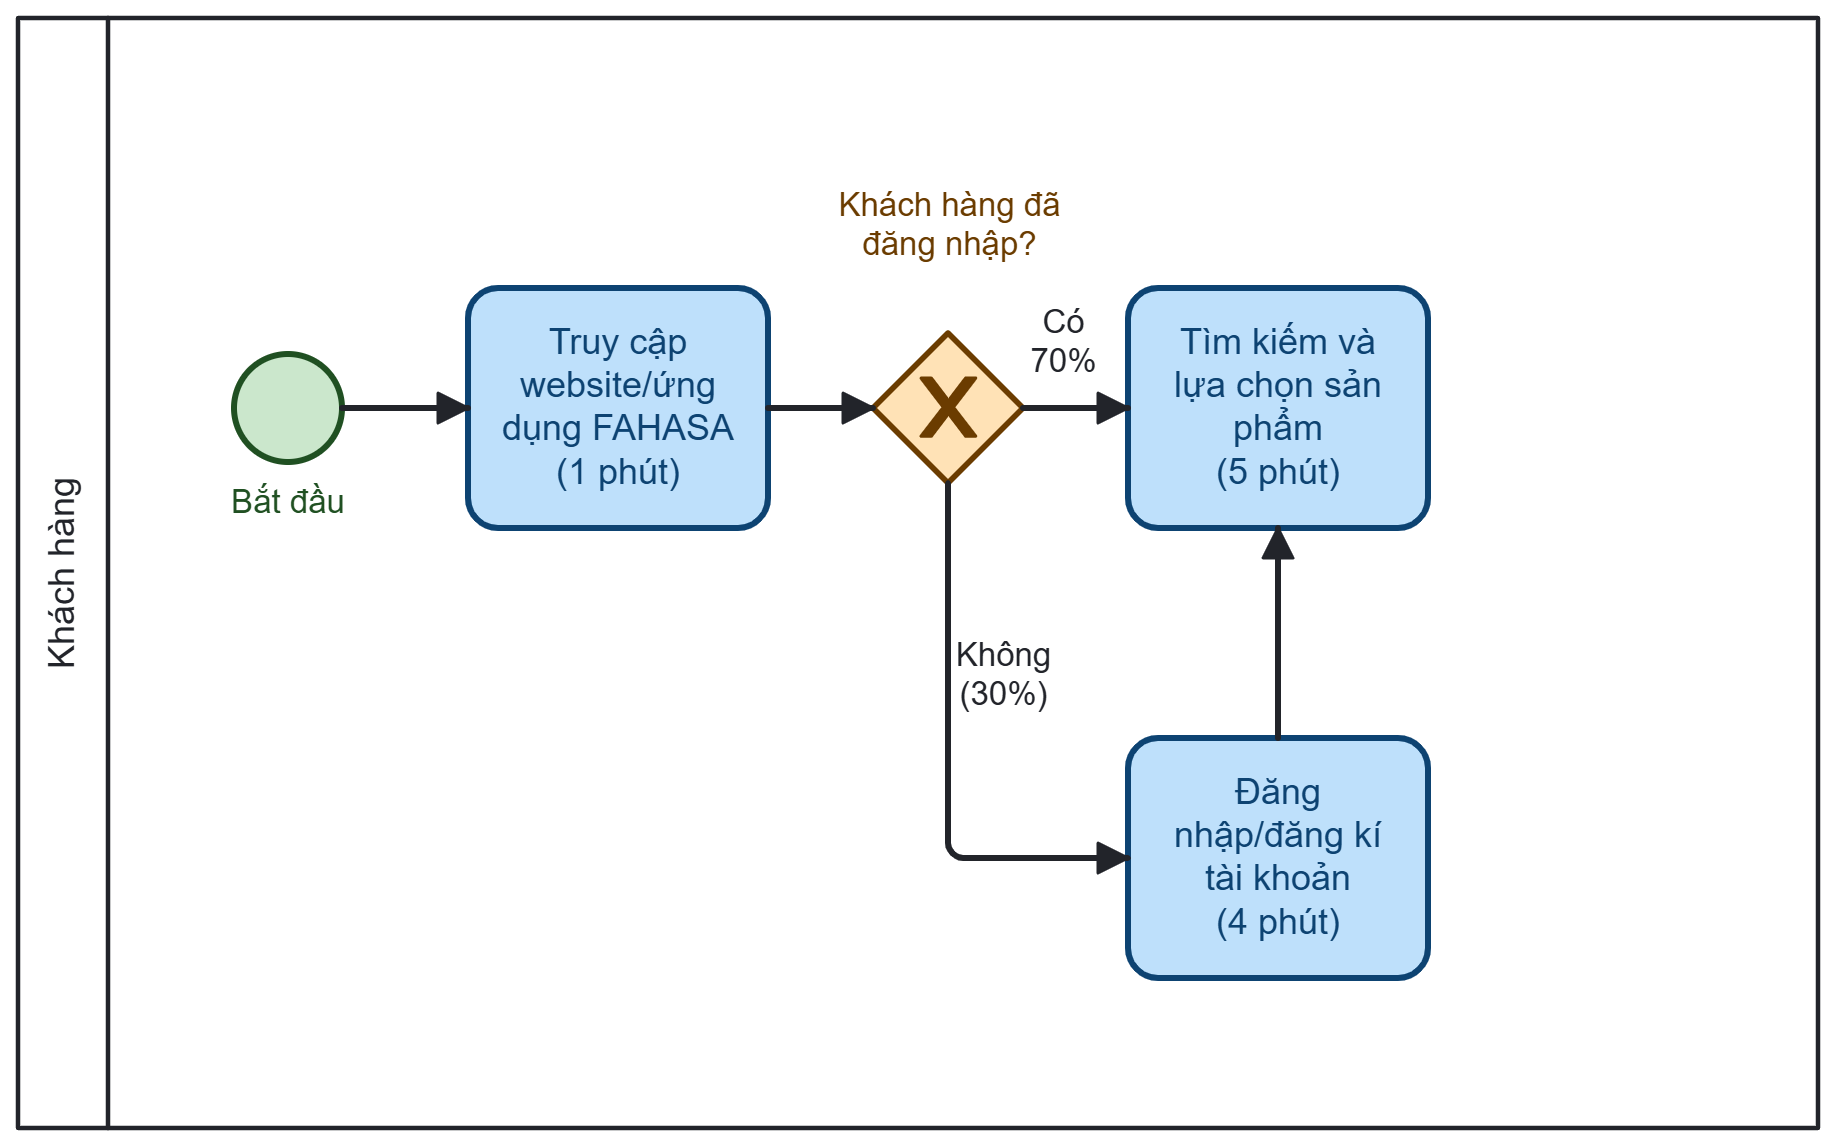 Khách hàng
Bắt đầu
Truy cập
website/ứng
dụng FAHASA
(1 phút)
Khách hàng đã
đăng nhập?
X
Có
70%
Tìm kiếm và
lựa chọn sản
phẩm
(5 phút)
Không
(30%)
Đăng
nhập/đăng kí
tài khoản
(4 phút)